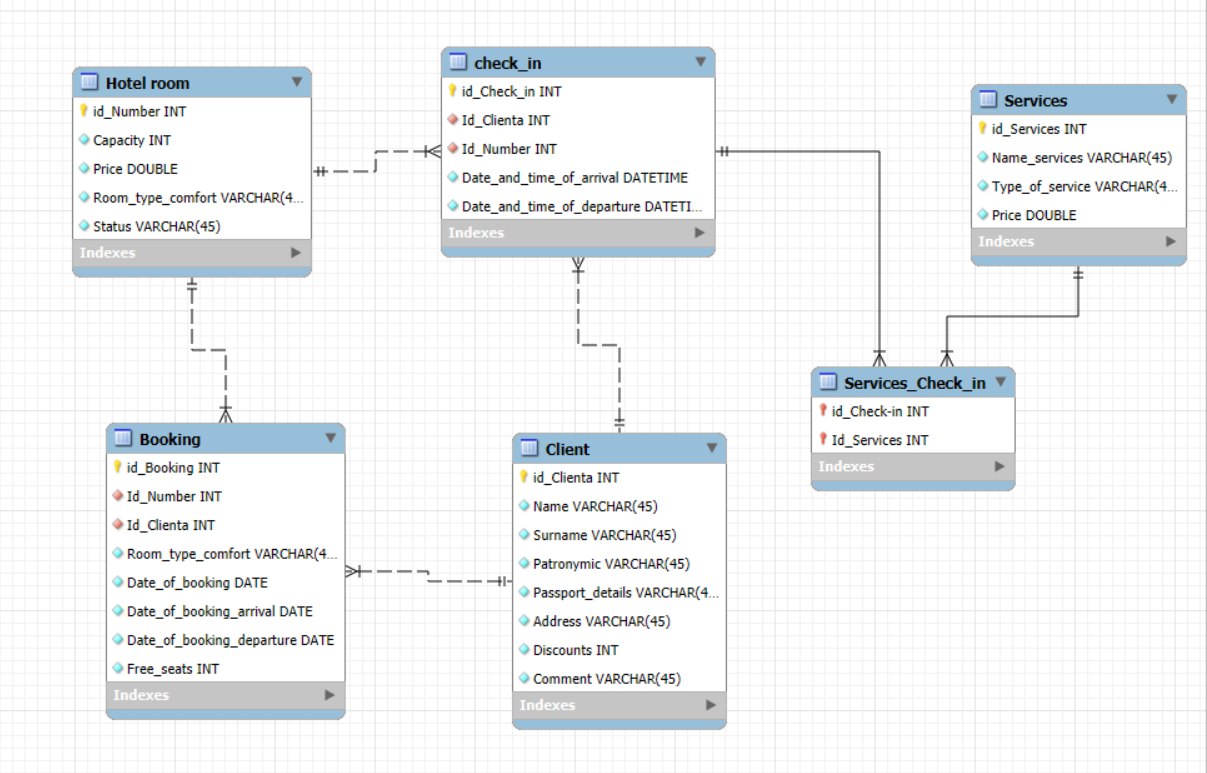 Hotel room
id_Number INT
Capacity INT
Price DOUBLE
Room_type_comfort VARCHAR(4...
Status VARCHAR(45)
Indexes
check_in
id_Check_in INT
Id_Clienta INT
Id_Number INT
Date_and_time_of_arrival DATETIME
Date_and_time_of_departure DATETI...
Indexes
Services
id_Services INT
Name_services VARCHAR(45)
Type_of_service VARCHAR(4...
Price DOUBLE
Indexes
Services_Check_in
id_Check-in INT
Id_Services INT
Indexes
Booking
id_Booking INT
Id_Number INT
Id_Clienta INT
Room_type_comfort VARCHAR(4...
Date_of_booking DATE
Date_of_booking_arrival DATE
Date_of_booking_departure DATE
Free_seats INT
Indexes
Client
id_Clienta INT
Name VARCHAR(45)
Surname VARCHAR(45)
Patronymic VARCHAR(45)
Passport_details VARCHAR(4...
Address VARCHAR(45)
Discounts INT
Comment VARCHAR(45)
Indexes